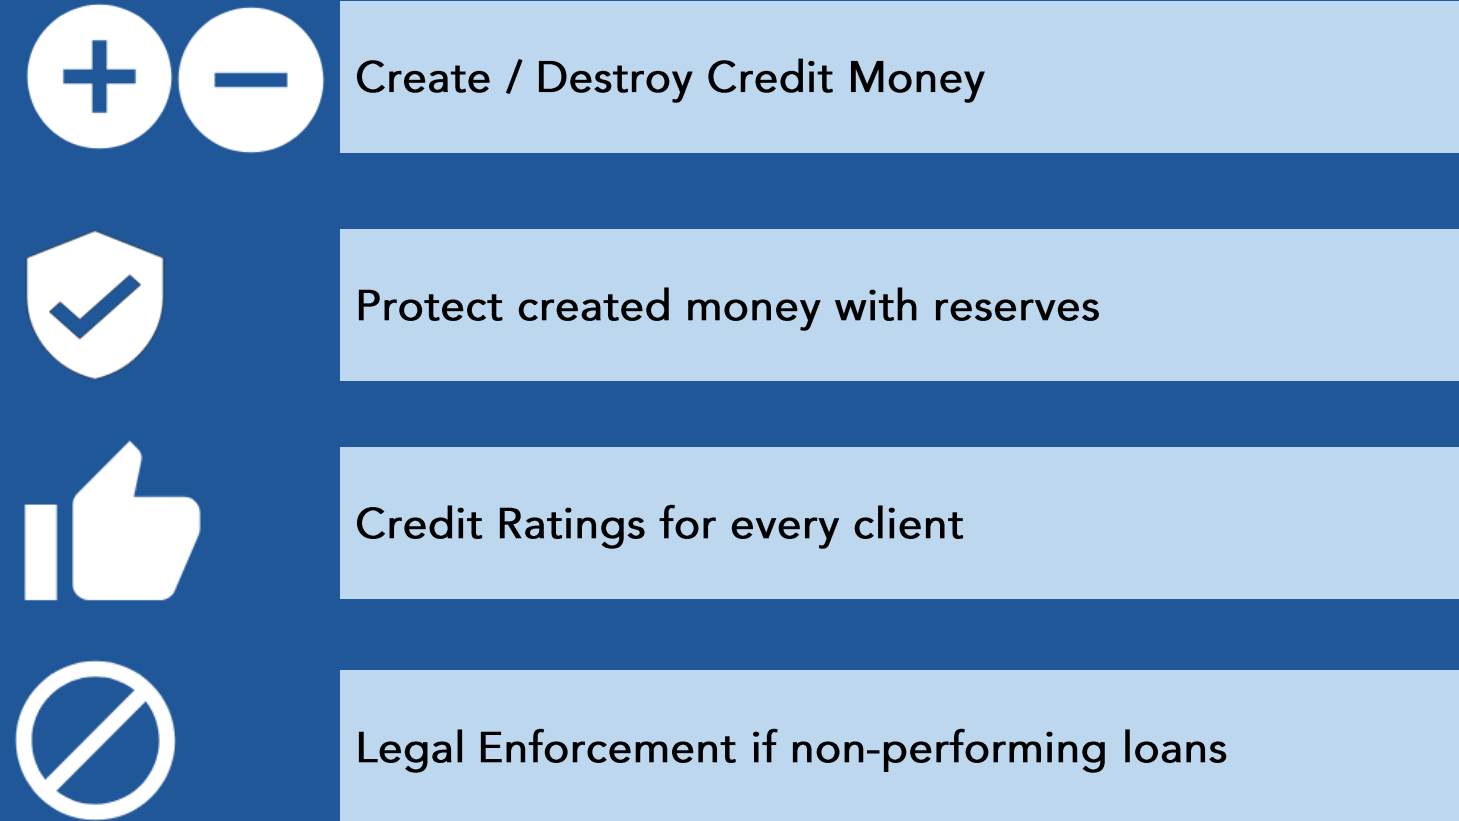 Create / Destroy Credit Money
Protect created money with reserves
Credit Ratings for every client
Legal Enforcement if non-performing loans